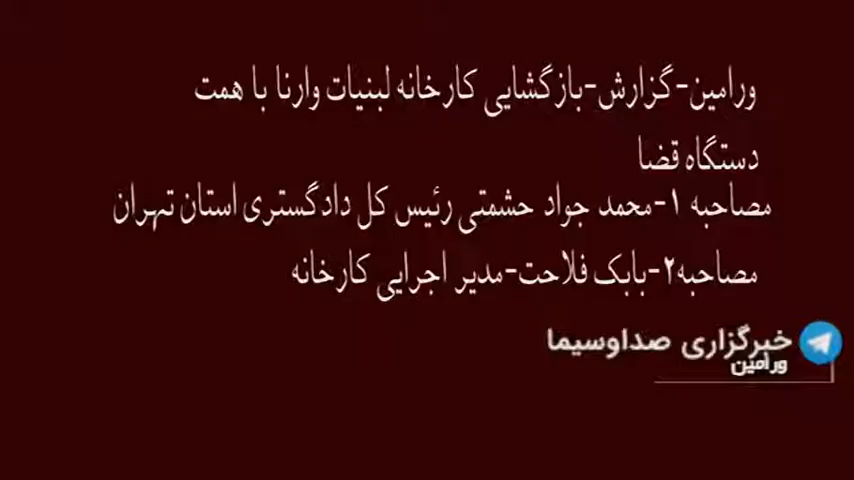 ورامین-گزارش-بازگشایی کارخانه لبنیات وارنا با همت
دستگاه قضا
مصاحبه ۱-محمد جواد حشمتی رئیس کل دادگستری استان تهران
مصاحبه۲-بابک فلاحت-مدیر اجرایی کارخانه
خبرگزاری صداوسیما
ورامین